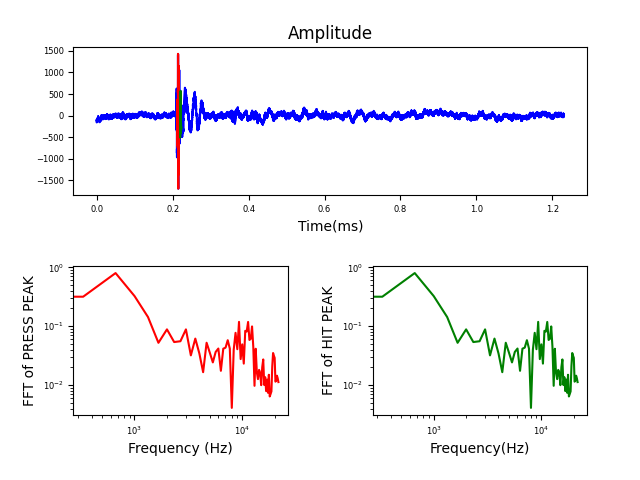 Amplitude
1500
1000
500
0
−500
−1000
−1500
0.0 0.2 0.4 0.6 0.8 1.0 1.2
Time(ms)
FFT of PRESS PEAK
10⁰
10⁻¹
10⁻²
10³ 10⁴
Frequency (Hz)
FFT of HIT PEAK
10⁰
10⁻¹
10⁻²
10³ 10⁴
Frequency(Hz)